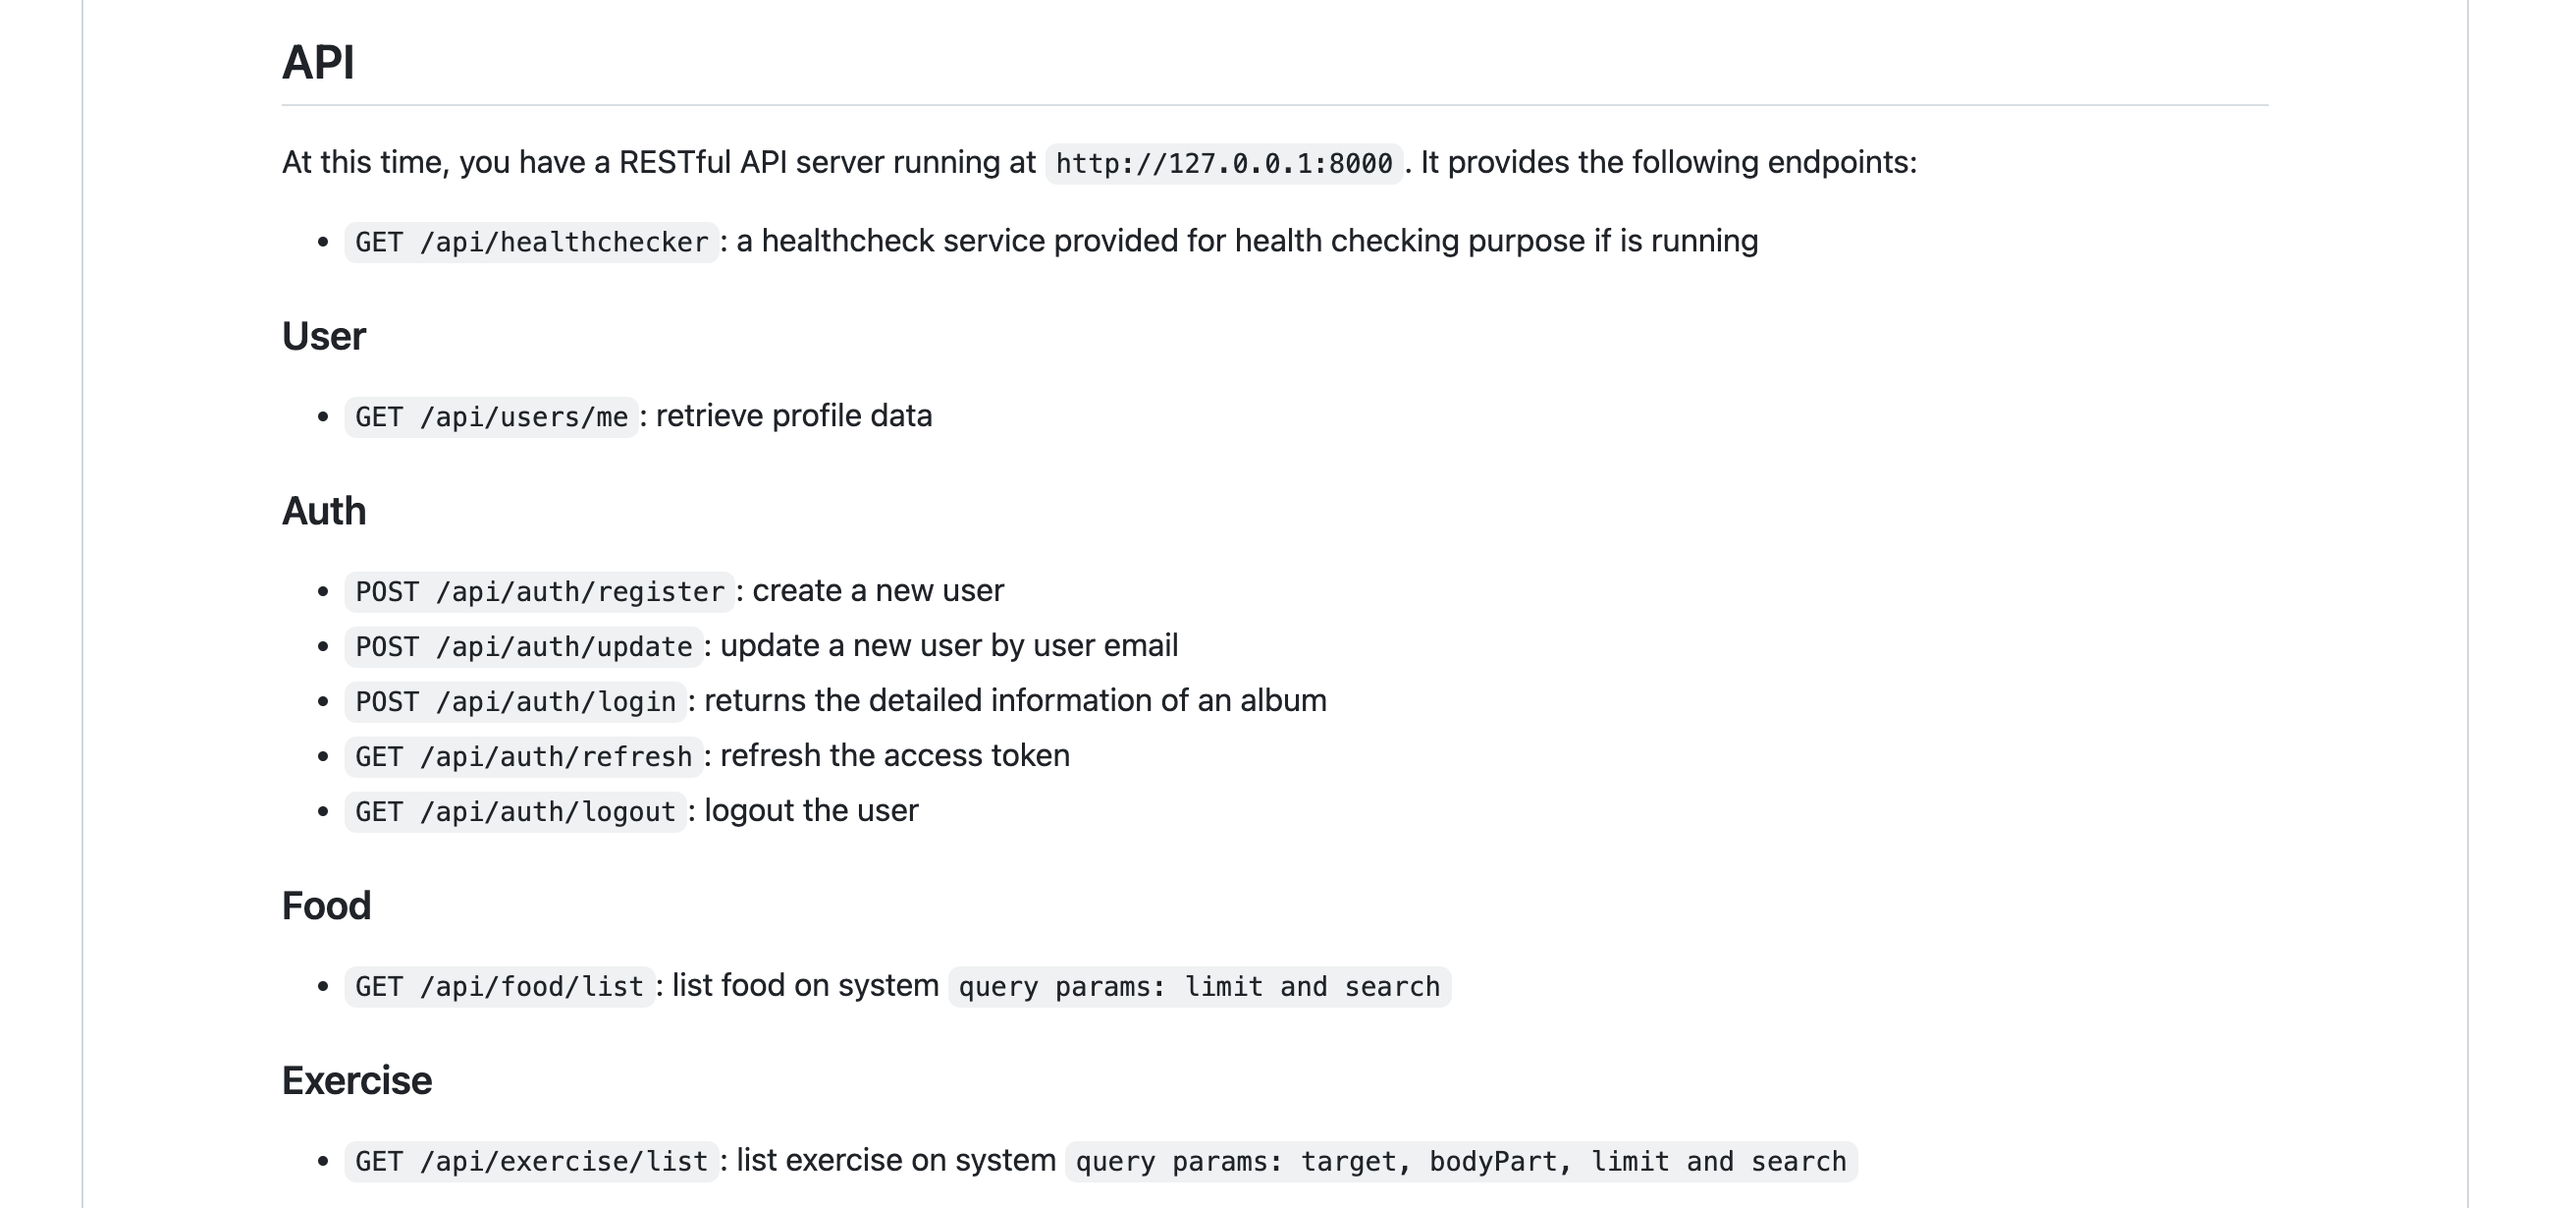 API
At this time, you have a RESTful API server running at http://127.0.0.1:8000. It provides the following endpoints:
• GET /api/healthchecker: a healthcheck service provided for health checking purpose if is running
User
• GET /api/users/me: retrieve profile data
Auth
• POST /api/auth/register: create a new user
• POST /api/auth/update: update a new user by user email
• POST /api/auth/login: returns the detailed information of an album
• GET /api/auth/refresh: refresh the access token
• GET /api/auth/logout: logout the user
Food
• GET /api/food/list: list food on system query params: limit and search
Exercise
• GET /api/exercise/list: list exercise on system query params: target, bodyPart, limit and search